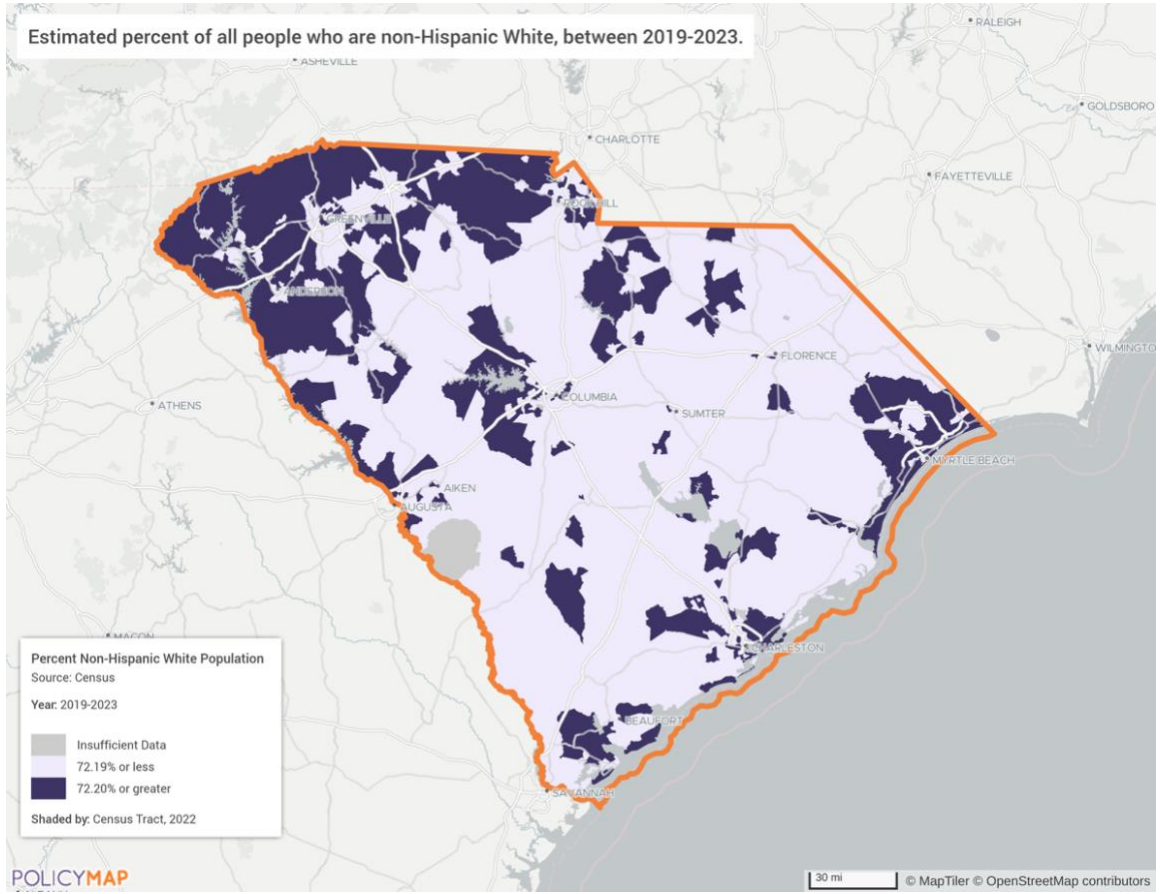 Estimated percent of all people who are non-Hispanic White, between 2019-2023.
RALEIGH
ASHEVILLE
GOLDSBORO
CHARLOTTE
FAYETTEVILLE
ROCK HILL
GREENVILLE
ANDERSON
WILMINGTO
FLORENCE
ATHENS
COLUMBIA
SUMTER
MYRTLE BEACH
AIKEN
AUGUSTA
MACON
CHARLESTON
BEAUFORT
SAVANNAH
Percent Non-Hispanic White Population
Source: Census
Year: 2019-2023
Insufficient Data
72.19% or less
72.20% or greater
Shaded by: Census Tract, 2022
POLICYMAP
30 mi
© MapTiler © OpenStreetMap contributors